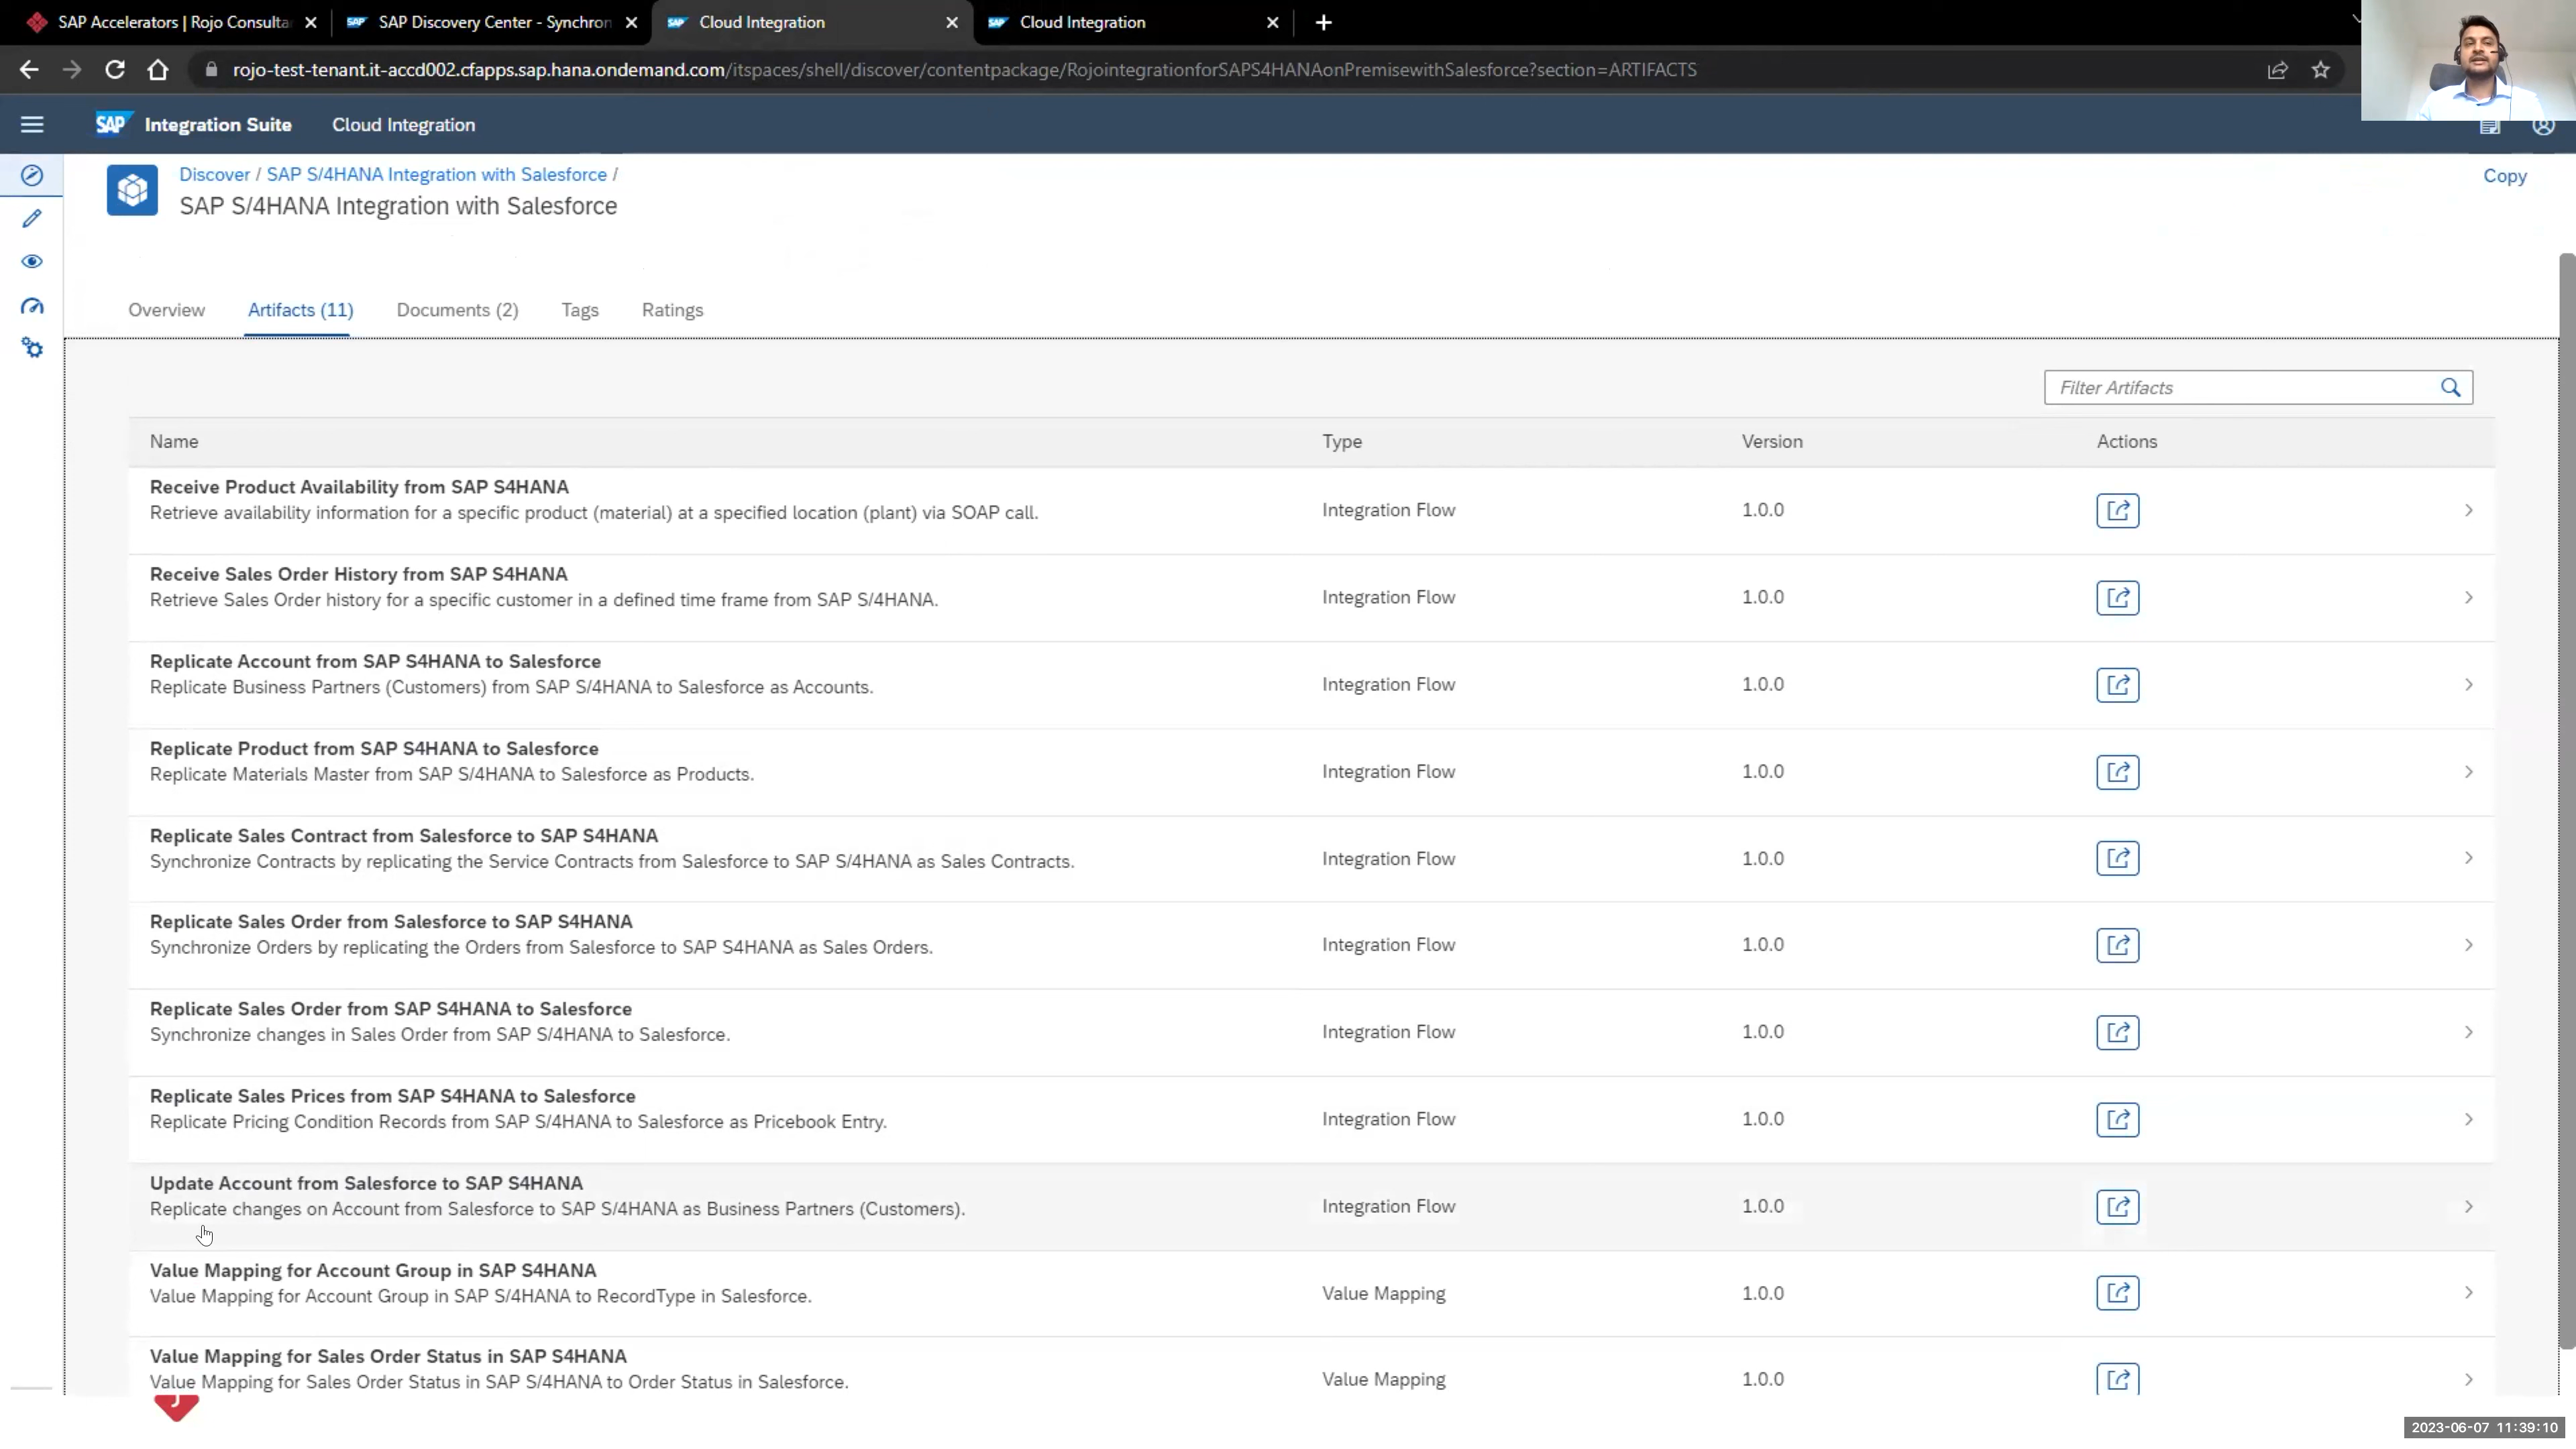 SAP Accelerators | Rojo Consulta
SAP Discovery Center - Synchron
Cloud Integration
Cloud Integration
rojo-test-tenant.it-accd002.cfapps.sap.hana.ondemand.com/itspaces/shell/discover/contentpackage/RojointegrationforSAPS4HANAonPremisewithSalesforce?section=ARTIFACTS
SAP Integration Suite Cloud Integration
Discover / SAP S/4HANA Integration with Salesforce /
Copy
SAP S/4HANA Integration with Salesforce
Overview Artifacts (11) Documents (2) Tags Ratings
Filter Artifacts
Name Type Version Actions
Receive Product Availability from SAP S4HANA
Retrieve availability information for a specific product (material) at a specified location (plant) via SOAP call.
Integration Flow 1.0.0
Receive Sales Order History from SAP S4HANA
Retrieve Sales Order history for a specific customer in a defined time frame from SAP S/4HANA.
Integration Flow 1.0.0
Replicate Account from SAP S4HANA to Salesforce
Replicate Business Partners (Customers) from SAP S/4HANA to Salesforce as Accounts.
Integration Flow 1.0.0
Replicate Product from SAP S4HANA to Salesforce
Replicate Materials Master from SAP S/4HANA to Salesforce as Products.
Integration Flow 1.0.0
Replicate Sales Contract from Salesforce to SAP S4HANA
Synchronize Contracts by replicating the Service Contracts from Salesforce to SAP S/4HANA as Sales Contracts.
Integration Flow 1.0.0
Replicate Sales Order from Salesforce to SAP S4HANA
Synchronize Orders by replicating the Orders from Salesforce to SAP S4HANA as Sales Orders.
Integration Flow 1.0.0
Replicate Sales Order from SAP S4HANA to Salesforce
Synchronize changes in Sales Order from SAP S/4HANA to Salesforce.
Integration Flow 1.0.0
Replicate Sales Prices from SAP S4HANA to Salesforce
Replicate Pricing Condition Records from SAP S/4HANA to Salesforce as Pricebook Entry.
Integration Flow 1.0.0
Update Account from Salesforce to SAP S4HANA
Replicate changes on Account from Salesforce to SAP S/4HANA as Business Partners (Customers).
Integration Flow 1.0.0
Value Mapping for Account Group in SAP S4HANA
Value Mapping for Account Group in SAP S/4HANA to RecordType in Salesforce.
Value Mapping 1.0.0
Value Mapping for Sales Order Status in SAP S4HANA
Value Mapping for Sales Order Status in SAP S/4HANA to Order Status in Salesforce.
Value Mapping 1.0.0
2023-06-07 11:39:10